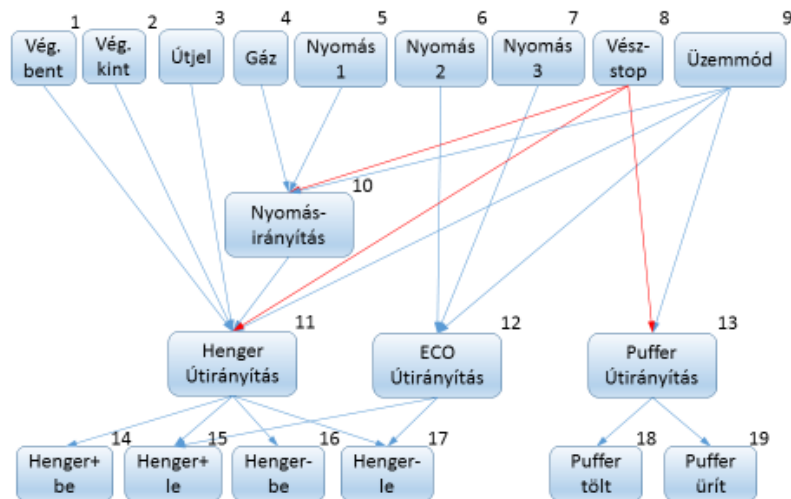 1
2
3
4
5
6
7
8
9
Vég.
bent
Vég.
kint
Útjel
Gáz
Nyomás
1
Nyomás
2
Nyomás
3
Vész-
stop
Üzemmód
10
Nyomás-
irányítás
11
Henger
Útirányítás
12
ECO
Útirányítás
13
Puffer
Útirányítás
14
Henger+
be
15
Henger+
le
16
Henger-
be
17
Henger-
le
18
Puffer
tölt
19
Puffer
ürít